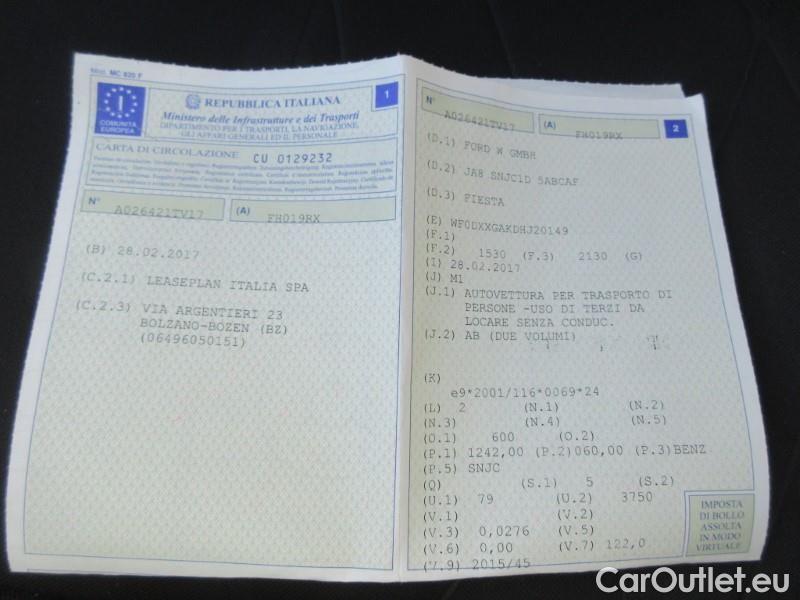 Mod. MC 820 F
I
COMUNITÀ
EUROPEA
REPUBBLICA ITALIANA
1
Ministero delle Infrastrutture e dei Trasporti
DIPARTIMENTO PER I TRASPORTI, LA NAVIGAZIONE,
GLI AFFARI GENERALI ED IL PERSONALE
CARTA DI CIRCOLAZIONE CU 0129232
N° A026421TV17 (A) FH019RX
(B) 28.02.2017
(C.2.1) LEASEPLAN ITALIA SPA
(C.2.3) VIA ARGENTIERI 23
BOLZANO-BOZEN (BZ)
(06496050151)
N° A026421TV17 (A) FH019RX 2
(D.1) FORD W GMBH
(D.2) JA8 SNJC1D 5ABCAF
(D.3) FIESTA
(E) WF0DXXGAKDHJ20149
(F.1)
(F.2) 1530 (F.3) 2130 (G)
(I) 28.02.2017
(J) M1
(J.1) AUTOVETTURA PER TRASPORTO DI
PERSONE -USO DI TERZI DA
LOCARE SENZA CONDUC.
(J.2) AB (DUE VOLUMI)
(K)
e9*2001/116*0069*24
(L) 2 (N.1) (N.2)
(N.3) (N.4) (N.5)
(O.1) 600 (O.2)
(P.1) 1242,00 (P.2)060,00 (P.3)BENZ
(P.5) SNJC
(Q) (S.1) 5 (S.2)
(U.1) 79 (U.2) 3750
(V.1) (V.2)
(V.3) 0,0276 (V.5)
(V.6) 0,00 (V.7) 122,0
(V.9) 2015/45
IMPOSTA
DI BOLLO
ASSOLTA
IN MODO
VIRTUALE
CarOutlet.eu